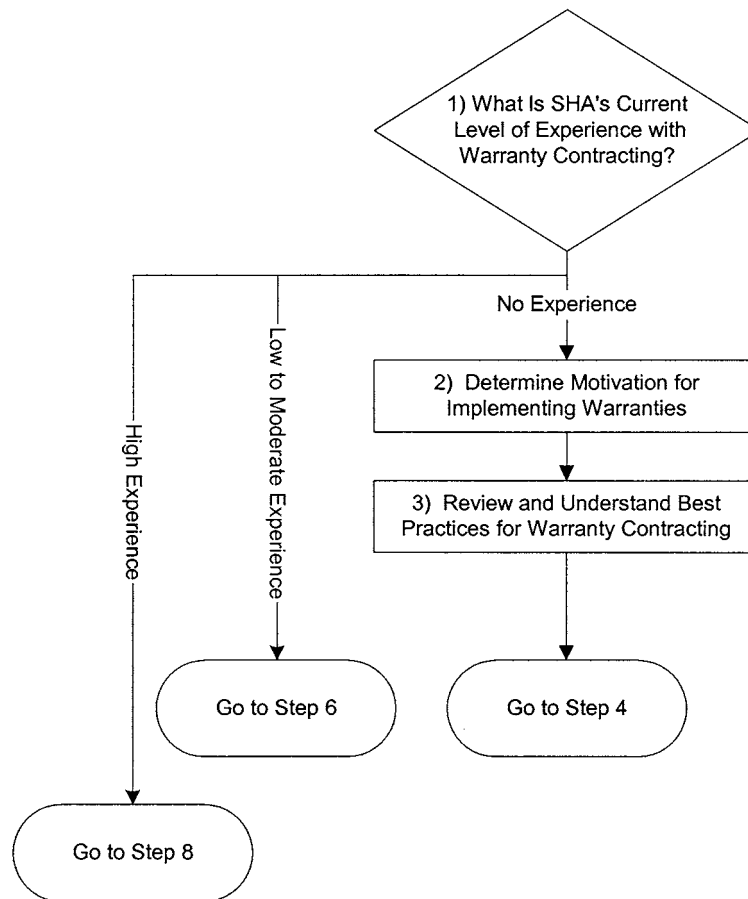 1) What Is SHA's Current
Level of Experience with
Warranty Contracting?
No Experience
Low to Moderate Experience
High Experience
2) Determine Motivation for
Implementing Warranties
3) Review and Understand Best
Practices for Warranty Contracting
Go to Step 6
Go to Step 4
Go to Step 8